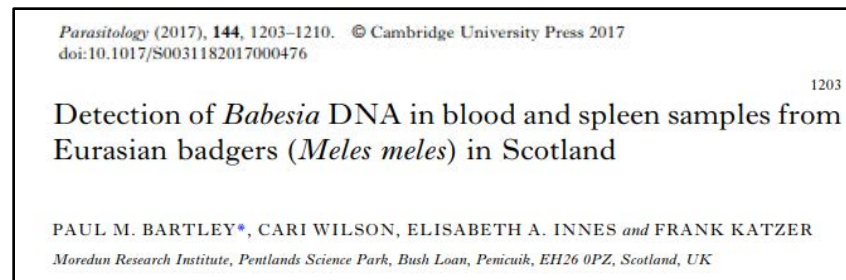 Parasitology (2017), 144, 1203–1210. © Cambridge University Press 2017
doi:10.1017/S0031182017000476
1203
Detection of Babesia DNA in blood and spleen samples from
Eurasian badgers (Meles meles) in Scotland
PAUL M. BARTLEY*, CARI WILSON, ELISABETH A. INNES and FRANK KATZER
Moredun Research Institute, Pentlands Science Park, Bush Loan, Penicuik, EH26 0PZ, Scotland, UK